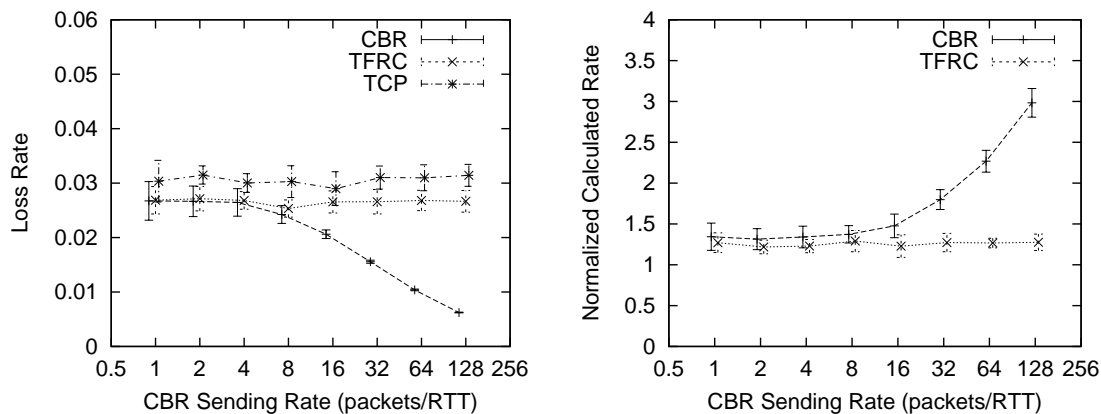 0.06
0.05
0.04
0.03
0.02
0.01
0
Loss Rate
CBR
TFRC
TCP
0.5 1 2 4 8 16 32 64 128 256
CBR Sending Rate (packets/RTT)
4
3.5
3
2.5
2
1.5
1
0.5
0
Normalized Calculated Rate
CBR
TFRC
0.5 1 2 4 8 16 32 64 128 256
CBR Sending Rate (packets/RTT)